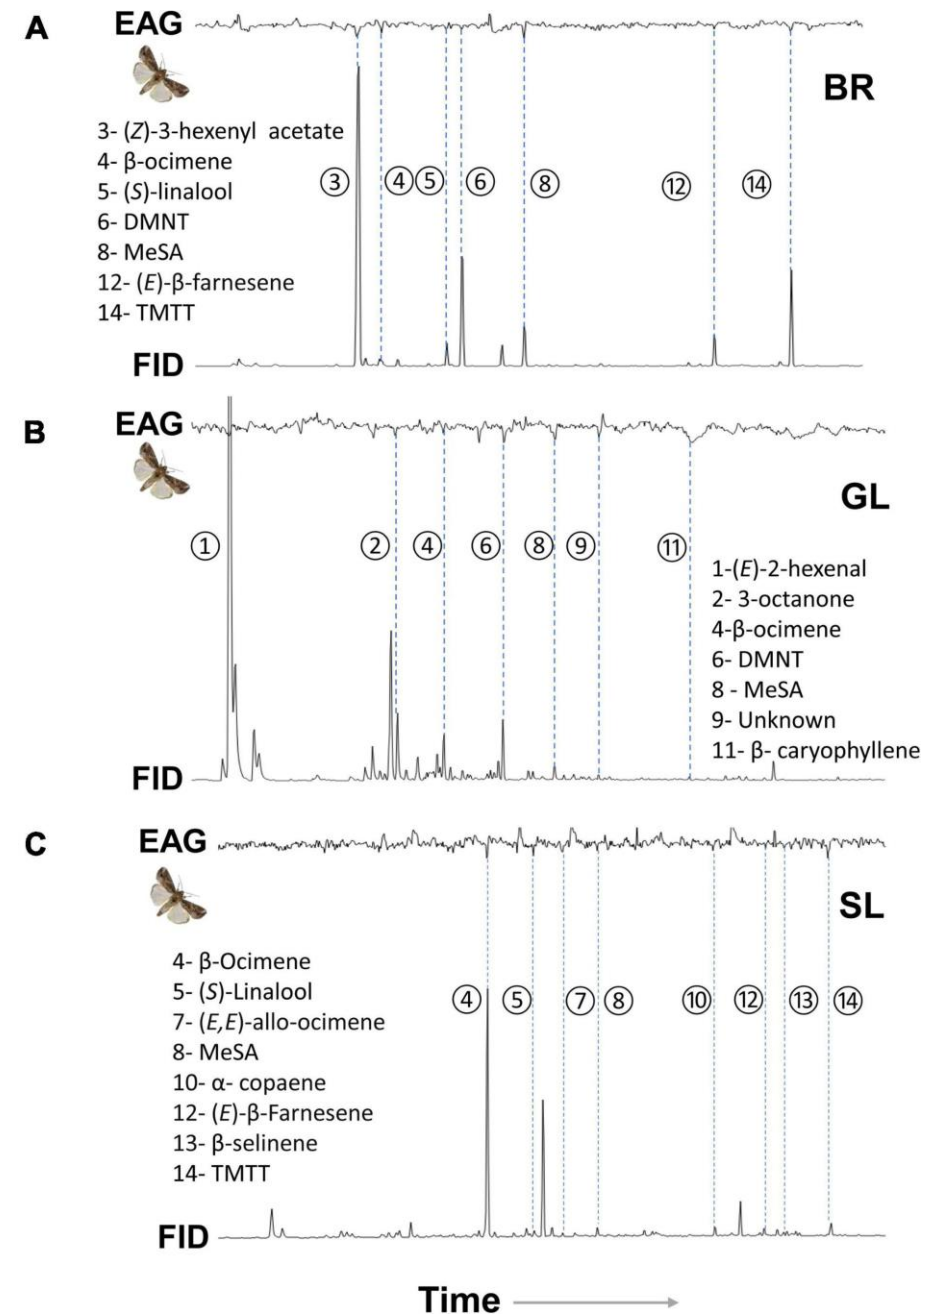 A
EAG
BR
3- (Z)-3-hexenyl acetate
4- β-ocimene
5- (S)-linalool
6- DMNT
8- MeSA
12- (E)-β-farnesene
14- TMTT
③ ④ ⑤ ⑥ ⑧ ⑫ ⑭
FID
B
EAG
GL
① ② ④ ⑥ ⑧ ⑨ ⑪
1-(E)-2-hexenal
2- 3-octanone
4-β-ocimene
6- DMNT
8 - MeSA
9- Unknown
11- β- caryophyllene
FID
C
EAG
SL
4- β-Ocimene
5- (S)-Linalool
7- (E,E)-allo-ocimene
8- MeSA
10- α- copaene
12- (E)-β-Farnesene
13- β-selinene
14- TMTT
④ ⑤ ⑦ ⑧ ⑩ ⑫ ⑬ ⑭
FID
Time